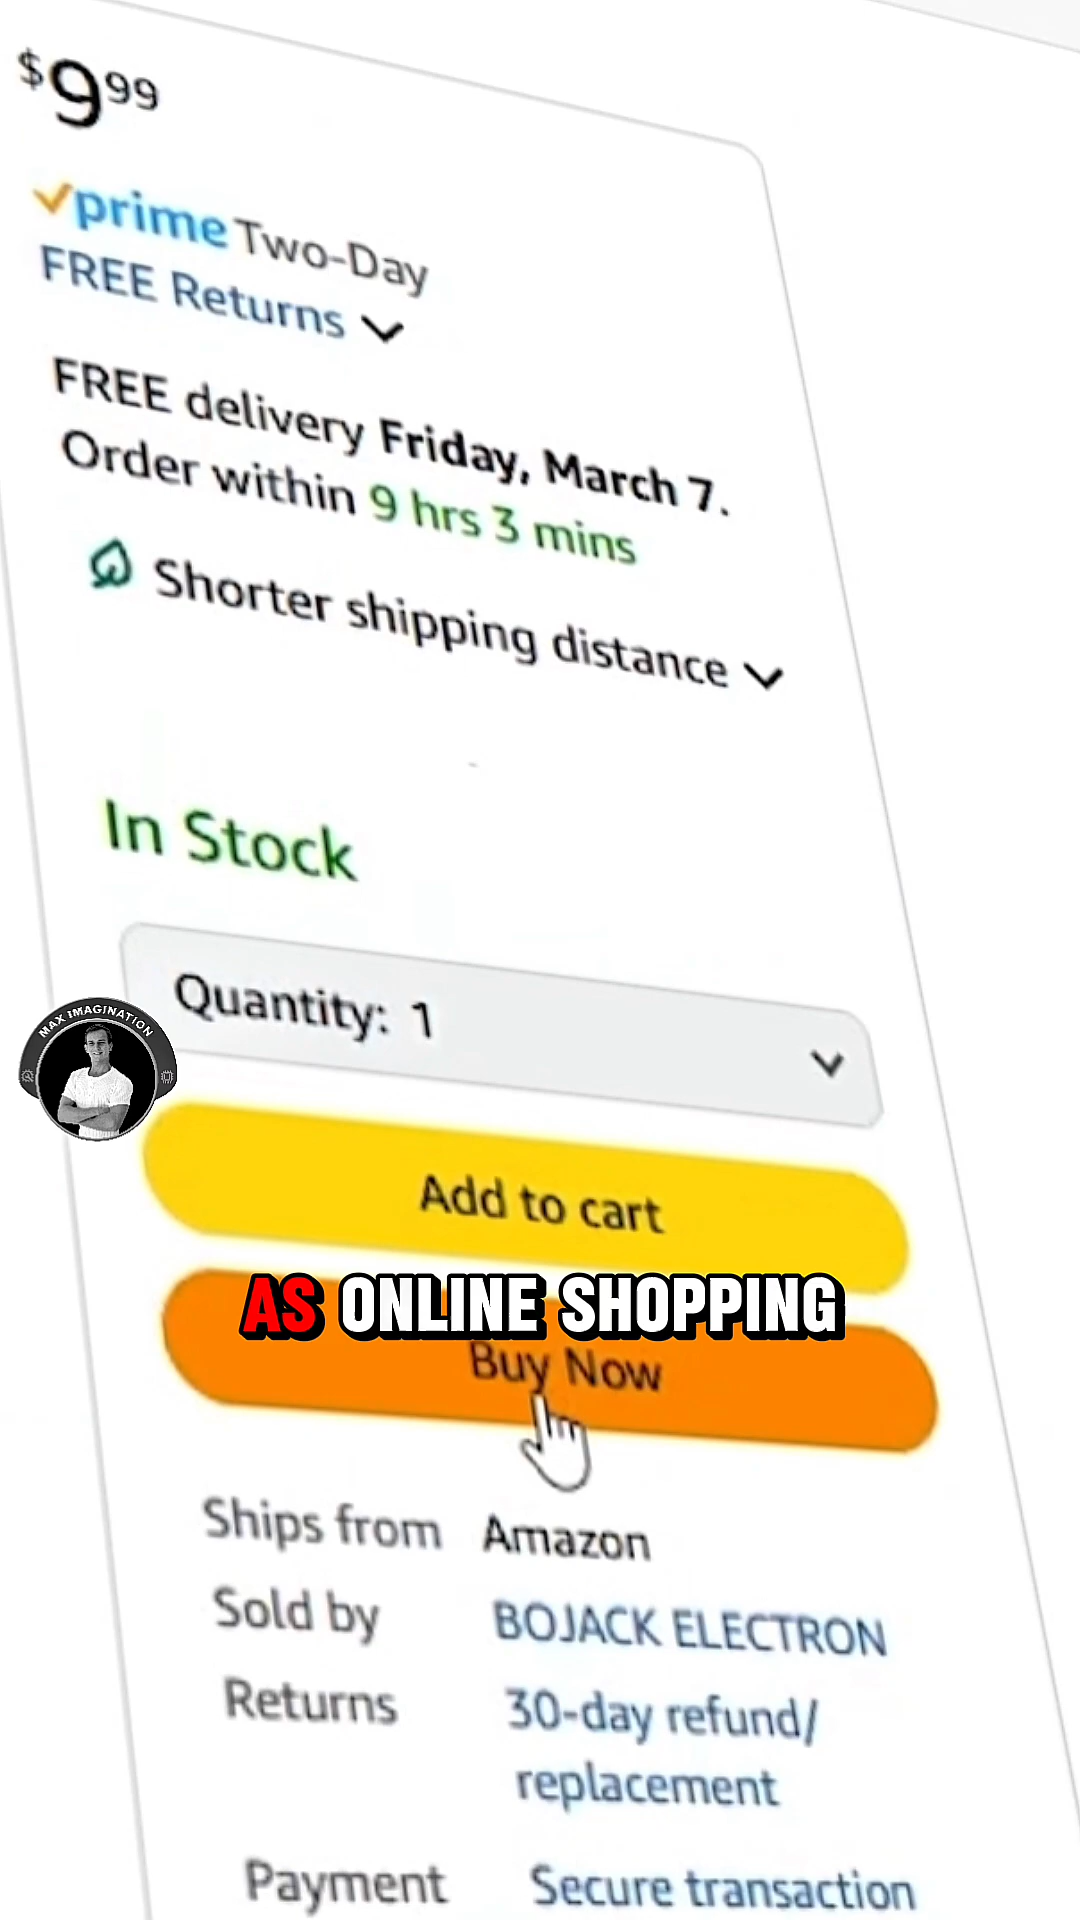 $9⁹⁹
prime Two-Day
FREE Returns
FREE delivery Friday, March 7.
Order within 9 hrs 3 mins
Shorter shipping distance
In Stock
Quantity: 1
MAX IMAGINATION
Add to cart
AS ONLINE SHOPPING
Buy Now
Ships from Amazon
Sold by BOJACK ELECTRON
Returns 30-day refund/
replacement
Payment Secure transaction